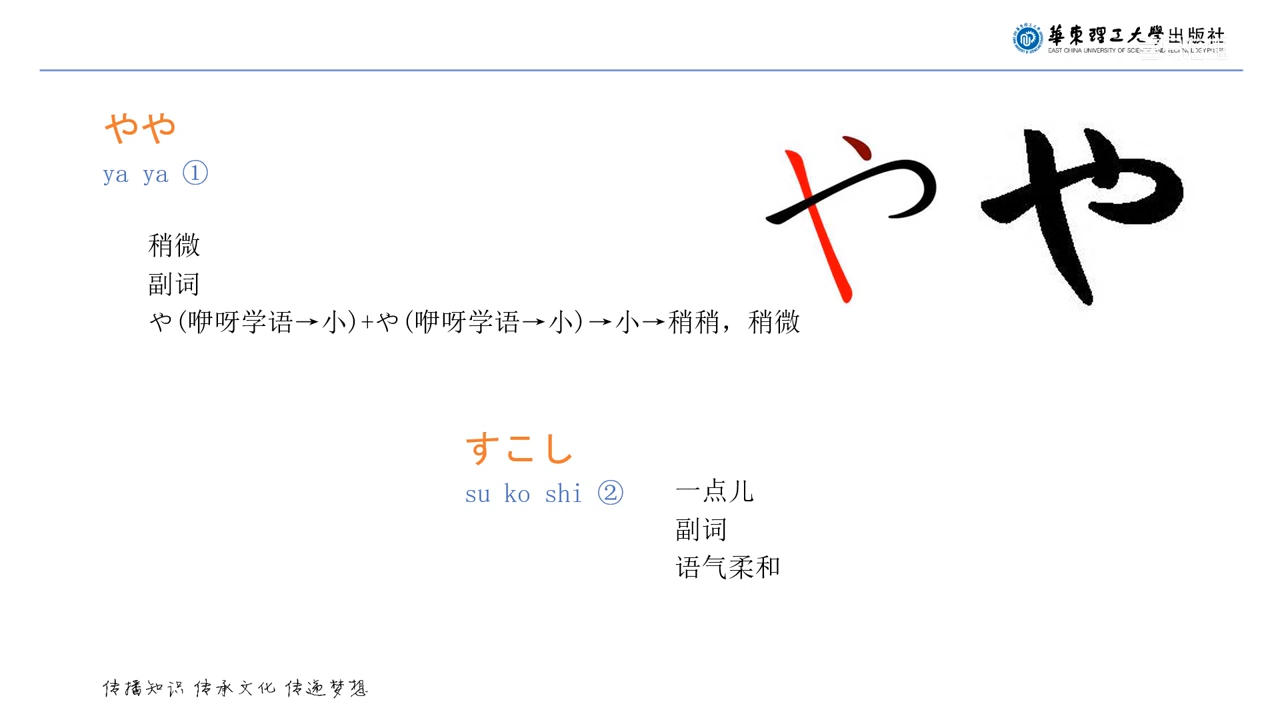 華東理工大學出版社
やや
ya ya ①
稍微
副词
や(咿呀学语→小)+や(咿呀学语→小)→小→稍稍，稍微
や や
すこし
su ko shi ②
一点儿
副词
语气柔和
传播知识 传承文化 传递梦想